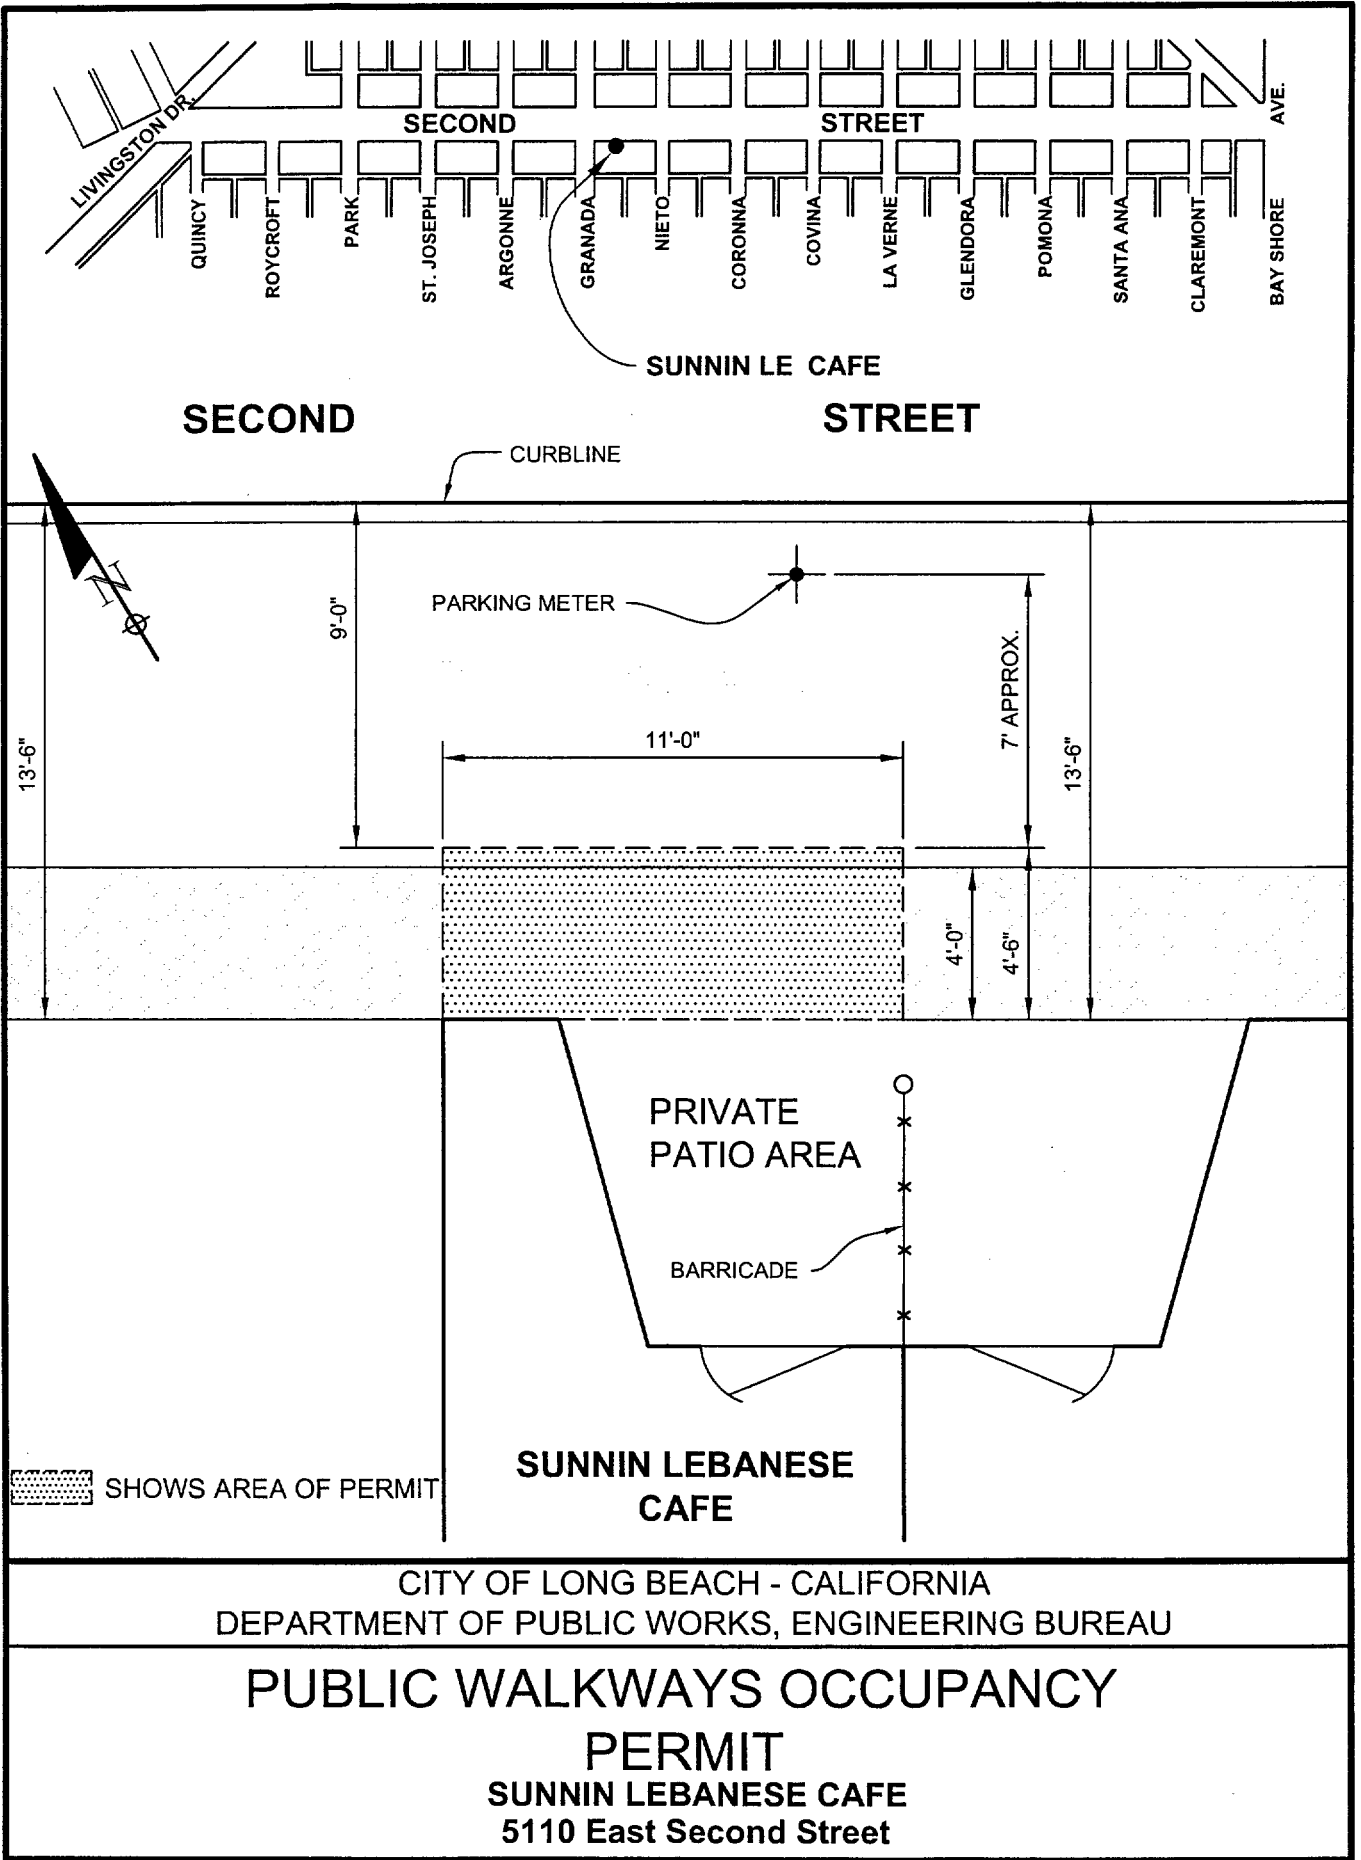 LIVINGSTON DR.
SECOND STREET
AVE.
QUINCY
ROYCROFT
PARK
ST. JOSEPH
ARGONNE
GRANADA
NIETO
CORONNA
COVINA
LA VERNE
GLENDORA
POMONA
SANTA ANA
CLAREMONT
BAY SHORE
SUNNIN LE CAFE
SECOND STREET
CURBLINE
N
PARKING METER
9'-0"
7' APPROX.
11'-0"
13'-6"
13'-6"
4'-0"
4'-6"
PRIVATE
PATIO AREA
BARRICADE
SUNNIN LEBANESE
CAFE
SHOWS AREA OF PERMIT
CITY OF LONG BEACH - CALIFORNIA
DEPARTMENT OF PUBLIC WORKS, ENGINEERING BUREAU
PUBLIC WALKWAYS OCCUPANCY
PERMIT
SUNNIN LEBANESE CAFE
5110 East Second Street